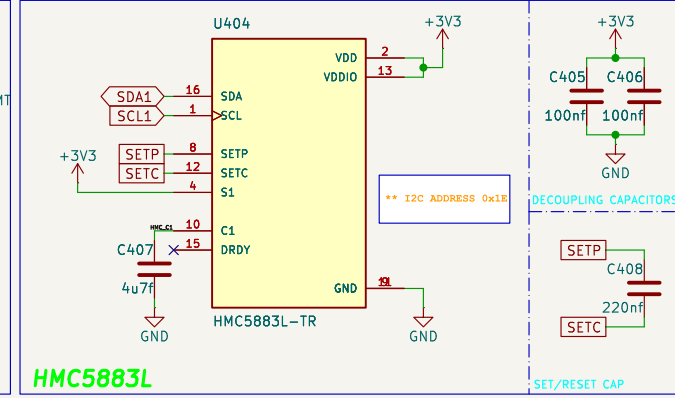 U404
+3V3
2
VDD
13
VDDIO
SDA1
16
SDA
SCL1
1
SCL
SETP
8
SETP
SETC
12
SETC
+3V3
4
S1
** I2C ADDRESS 0x1E
HMC_C1
10
C1
15
DRDY
C407
4u7f
GND
GND
GND
HMC5883L-TR
HMC5883L
+3V3
C405
C406
100nf
100nf
GND
DECOUPLING CAPACITORS
SETP
C408
220nf
SETC
SET/RESET CAP